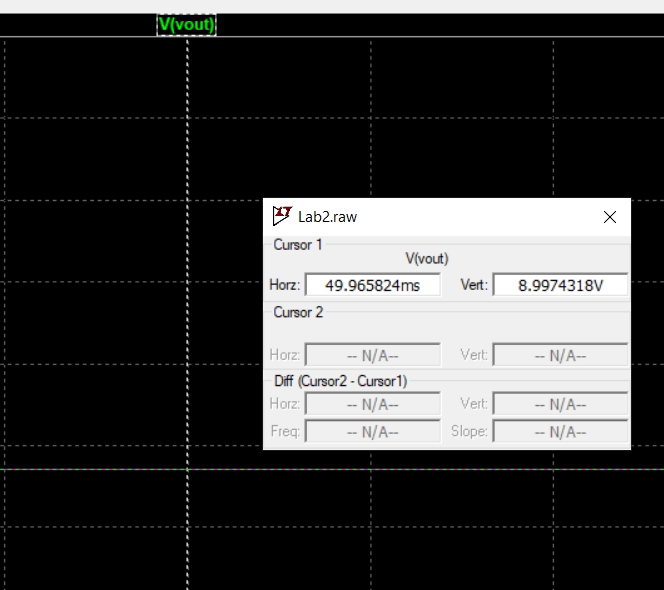 V(vout)
Lab2.raw
Cursor 1
V(vout)
Horz: 49.965824ms Vert: 8.9974318V
Cursor 2
Horz: -- N/A-- Vert: -- N/A--
Diff (Cursor2 - Cursor1)
Horz: -- N/A-- Vert: -- N/A--
Freq: -- N/A-- Slope: -- N/A--